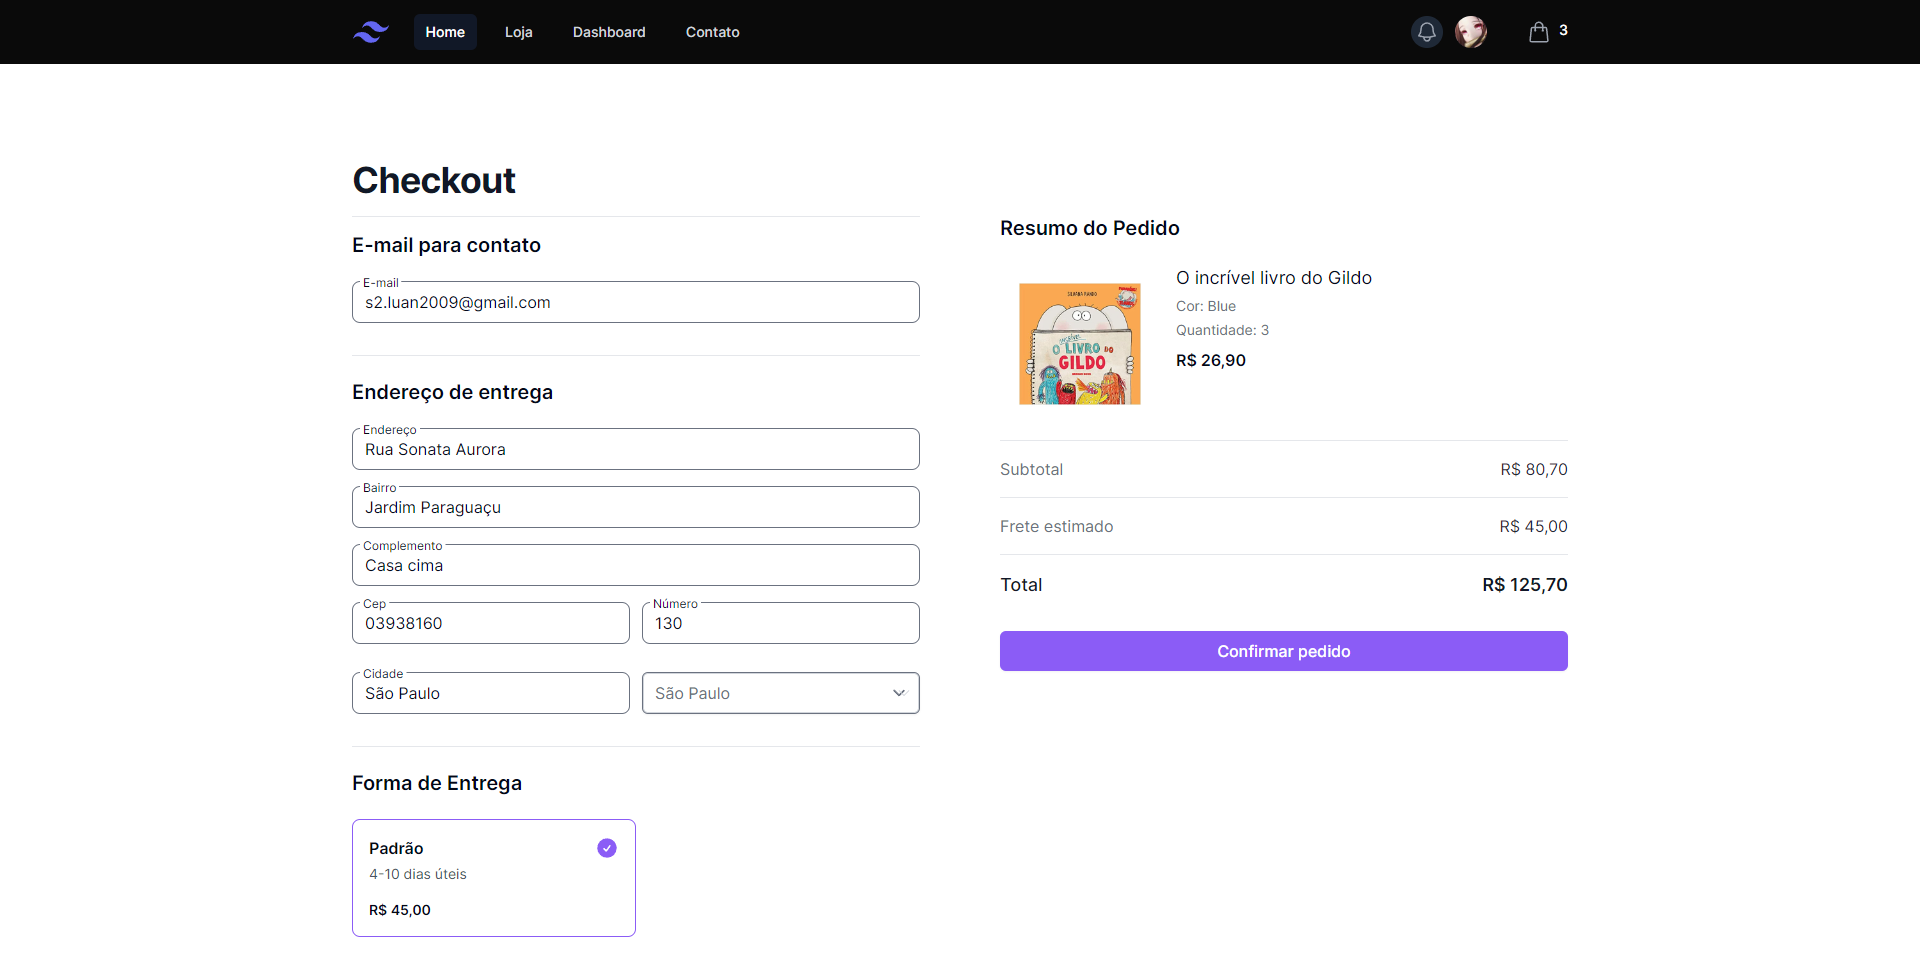 Home
Loja
Dashboard
Contato
3
Checkout
E-mail para contato
E-mail
s2.luan2009@gmail.com
Endereço de entrega
Endereço
Rua Sonata Aurora
Bairro
Jardim Paraguaçu
Complemento
Casa cima
Cep
03938160
Número
130
Cidade
São Paulo
São Paulo
Forma de Entrega
Padrão
4-10 dias úteis
R$ 45,00
Resumo do Pedido
O LIVRO DO
GILDO
O incrível livro do Gildo
Cor: Blue
Quantidade: 3
R$ 26,90
Subtotal
R$ 80,70
Frete estimado
R$ 45,00
Total
R$ 125,70
Confirmar pedido